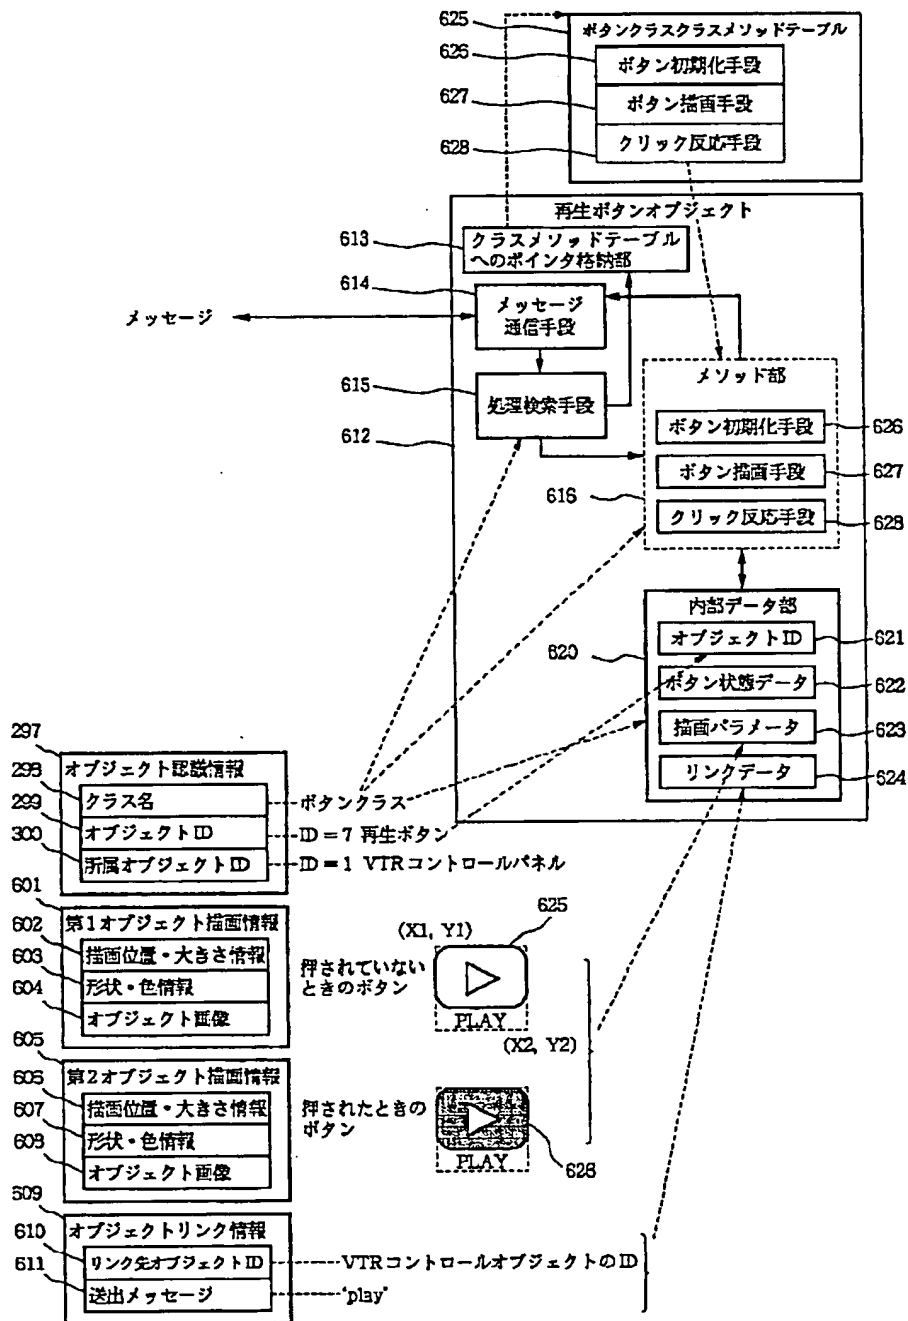 625
ボタンクラスクラスメソッドテーブル
626
ボタン初期化手段
627
ボタン描画手段
628
クリック反応手段
再生ボタンオブジェクト
613
クラスメソッドテーブル
へのポインタ格納部
614
メッセージ
通信手段
メッセージ
615
処理検索手段
612
メソッド部
ボタン初期化手段
626
ボタン描画手段
627
616
クリック反応手段
628
内部データ部
620
オブジェクトID
621
ボタン状態データ
622
描画パラメータ
623
リンクデータ
624
297
オブジェクト認識情報
298
クラス名
ボタンクラス
299
オブジェクトID
ID=7 再生ボタン
300
所属オブジェクトID
ID=1 VTRコントロールパネル
601
第1オブジェクト描画情報
602
描画位置・大きさ情報
603
形状・色情報
604
オブジェクト画像
押されていない
ときのボタン
(X1, Y1)
625
PLAY
(X2, Y2)
605
第2オブジェクト描画情報
606
描画位置・大きさ情報
607
形状・色情報
608
オブジェクト画像
押されたときの
ボタン
PLAY
626
609
オブジェクトリンク情報
610
リンク先オブジェクトID
VTRコントロールオブジェクトのID
611
送出メッセージ
"play"